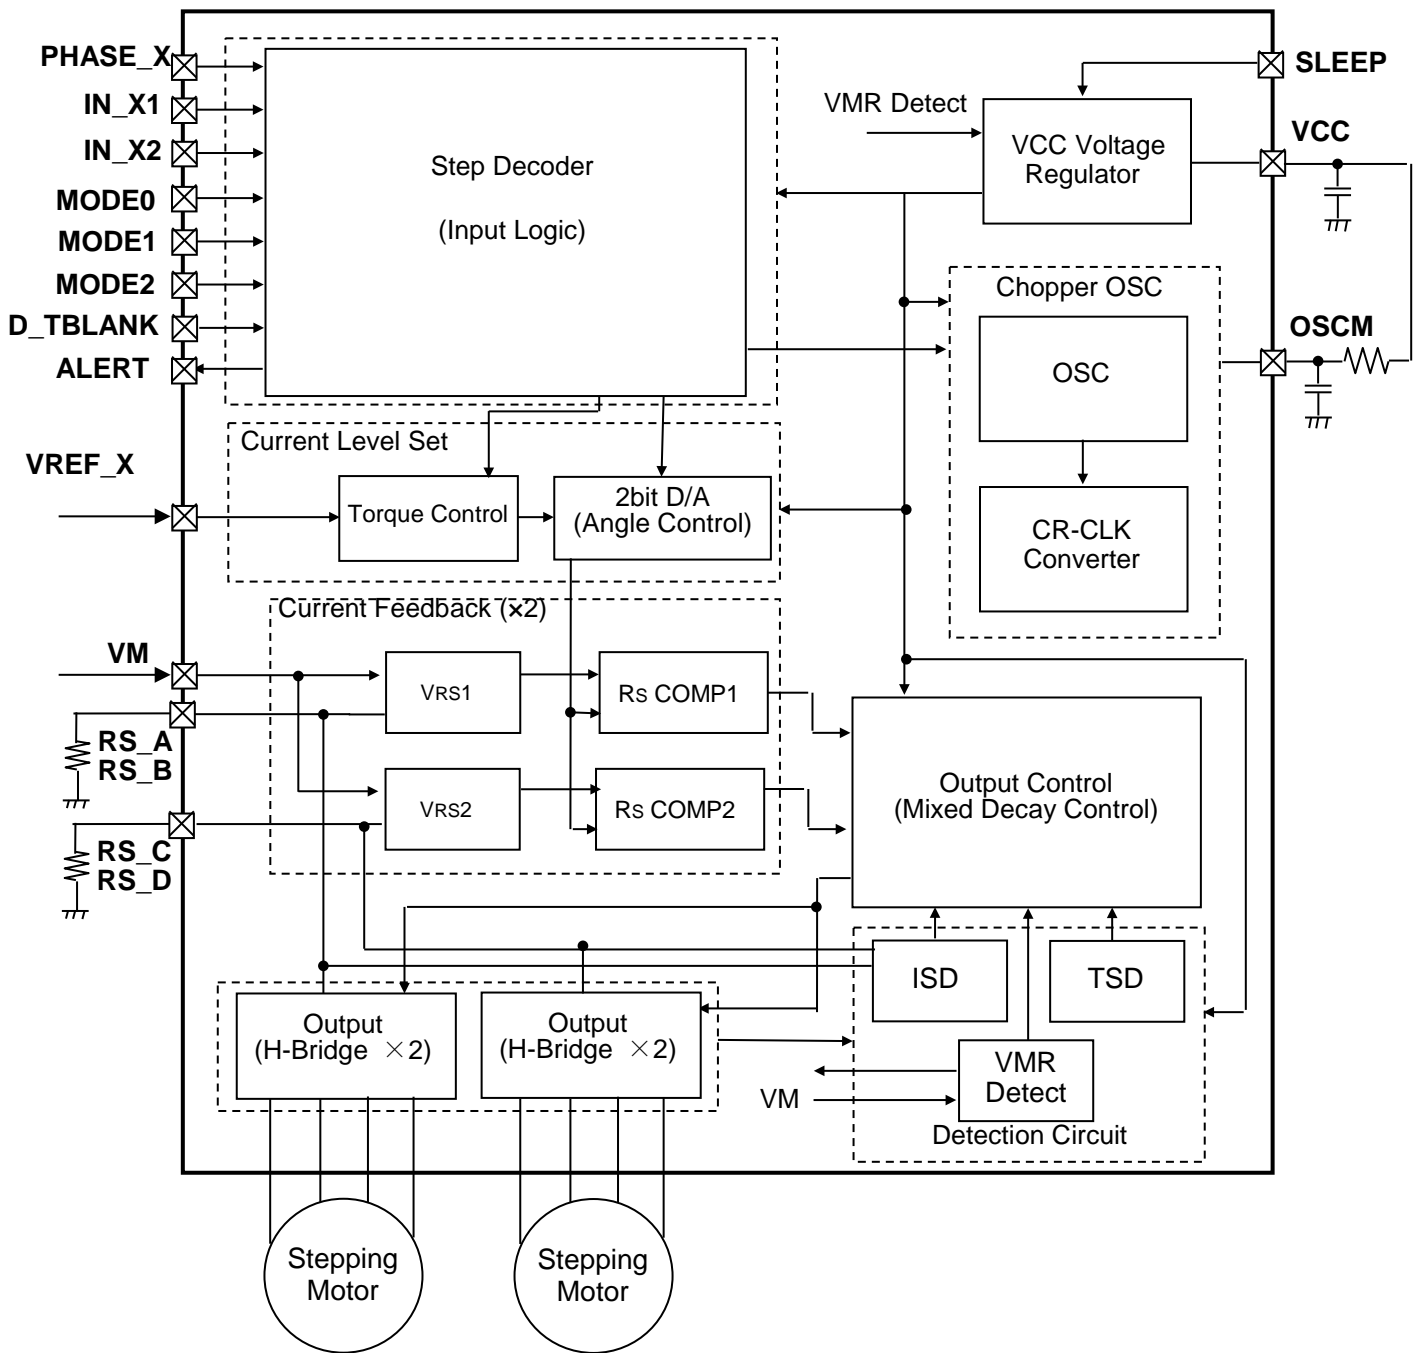 PHASE_X
IN_X1
IN_X2
MODE0
MODE1
MODE2
D_TBLANK
ALERT
VREF_X
VM
RS_A
RS_B
RS_C
RS_D
Step Decoder
(Input Logic)
VMR Detect
VCC Voltage
Regulator
SLEEP
VCC
OSCM
Chopper OSC
OSC
CR-CLK
Converter
Current Level Set
Torque Control
2bit D/A
(Angle Control)
Current Feedback (×2)
VRS1
RS COMP1
VRS2
RS COMP2
Output Control
(Mixed Decay Control)
ISD
TSD
VMR
Detect
VM
Detection Circuit
Output
(H-Bridge ×2)
Output
(H-Bridge ×2)
Stepping
Motor
Stepping
Motor